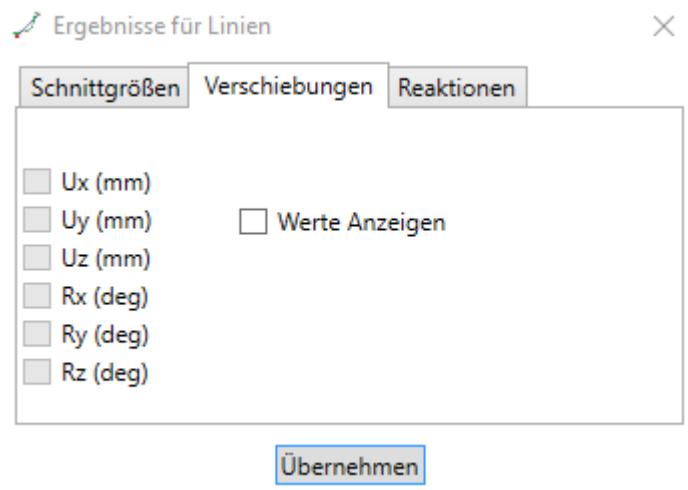 Ergebnisse für Linien
Schnittgrößen Verschiebungen Reaktionen
Ux (mm)
Uy (mm) Werte Anzeigen
Uz (mm)
Rx (deg)
Ry (deg)
Rz (deg)
Übernehmen